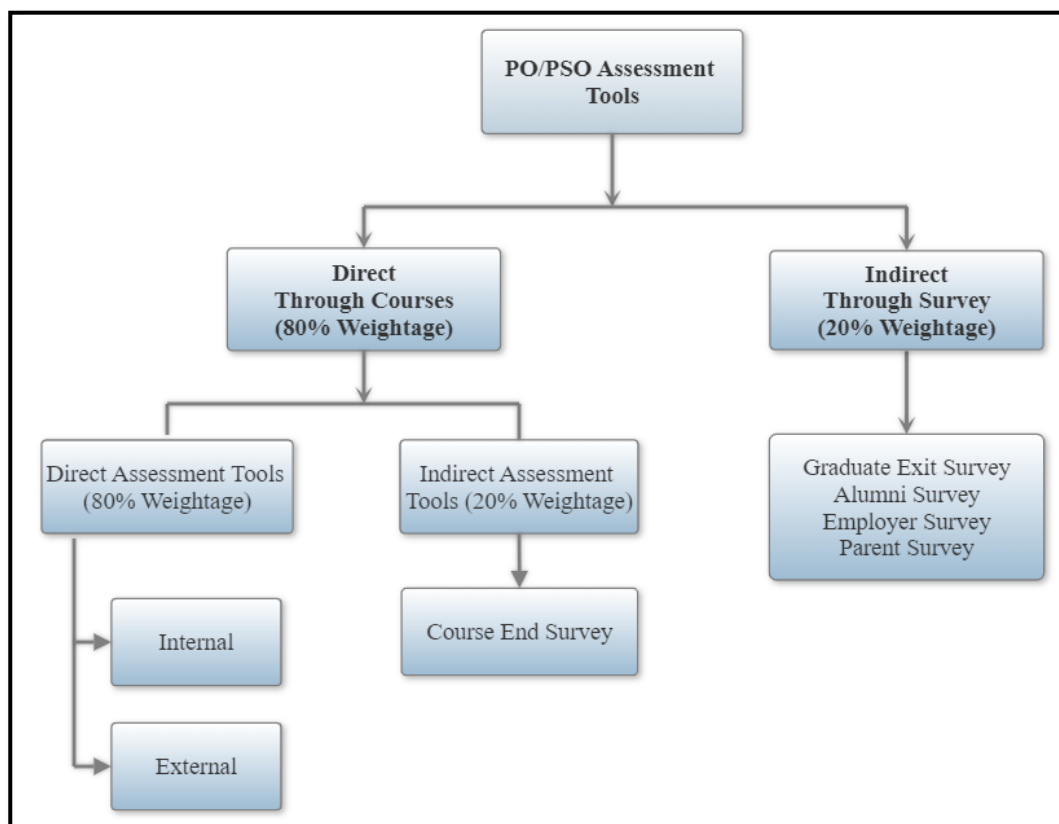 PO/PSO Assessment
Tools
Direct
Through Courses
(80% Weightage)
Indirect
Through Survey
(20% Weightage)
Direct Assessment Tools
(80% Weightage)
Indirect Assessment
Tools (20% Weightage)
Graduate Exit Survey
Alumni Survey
Employer Survey
Parent Survey
Internal
Course End Survey
External